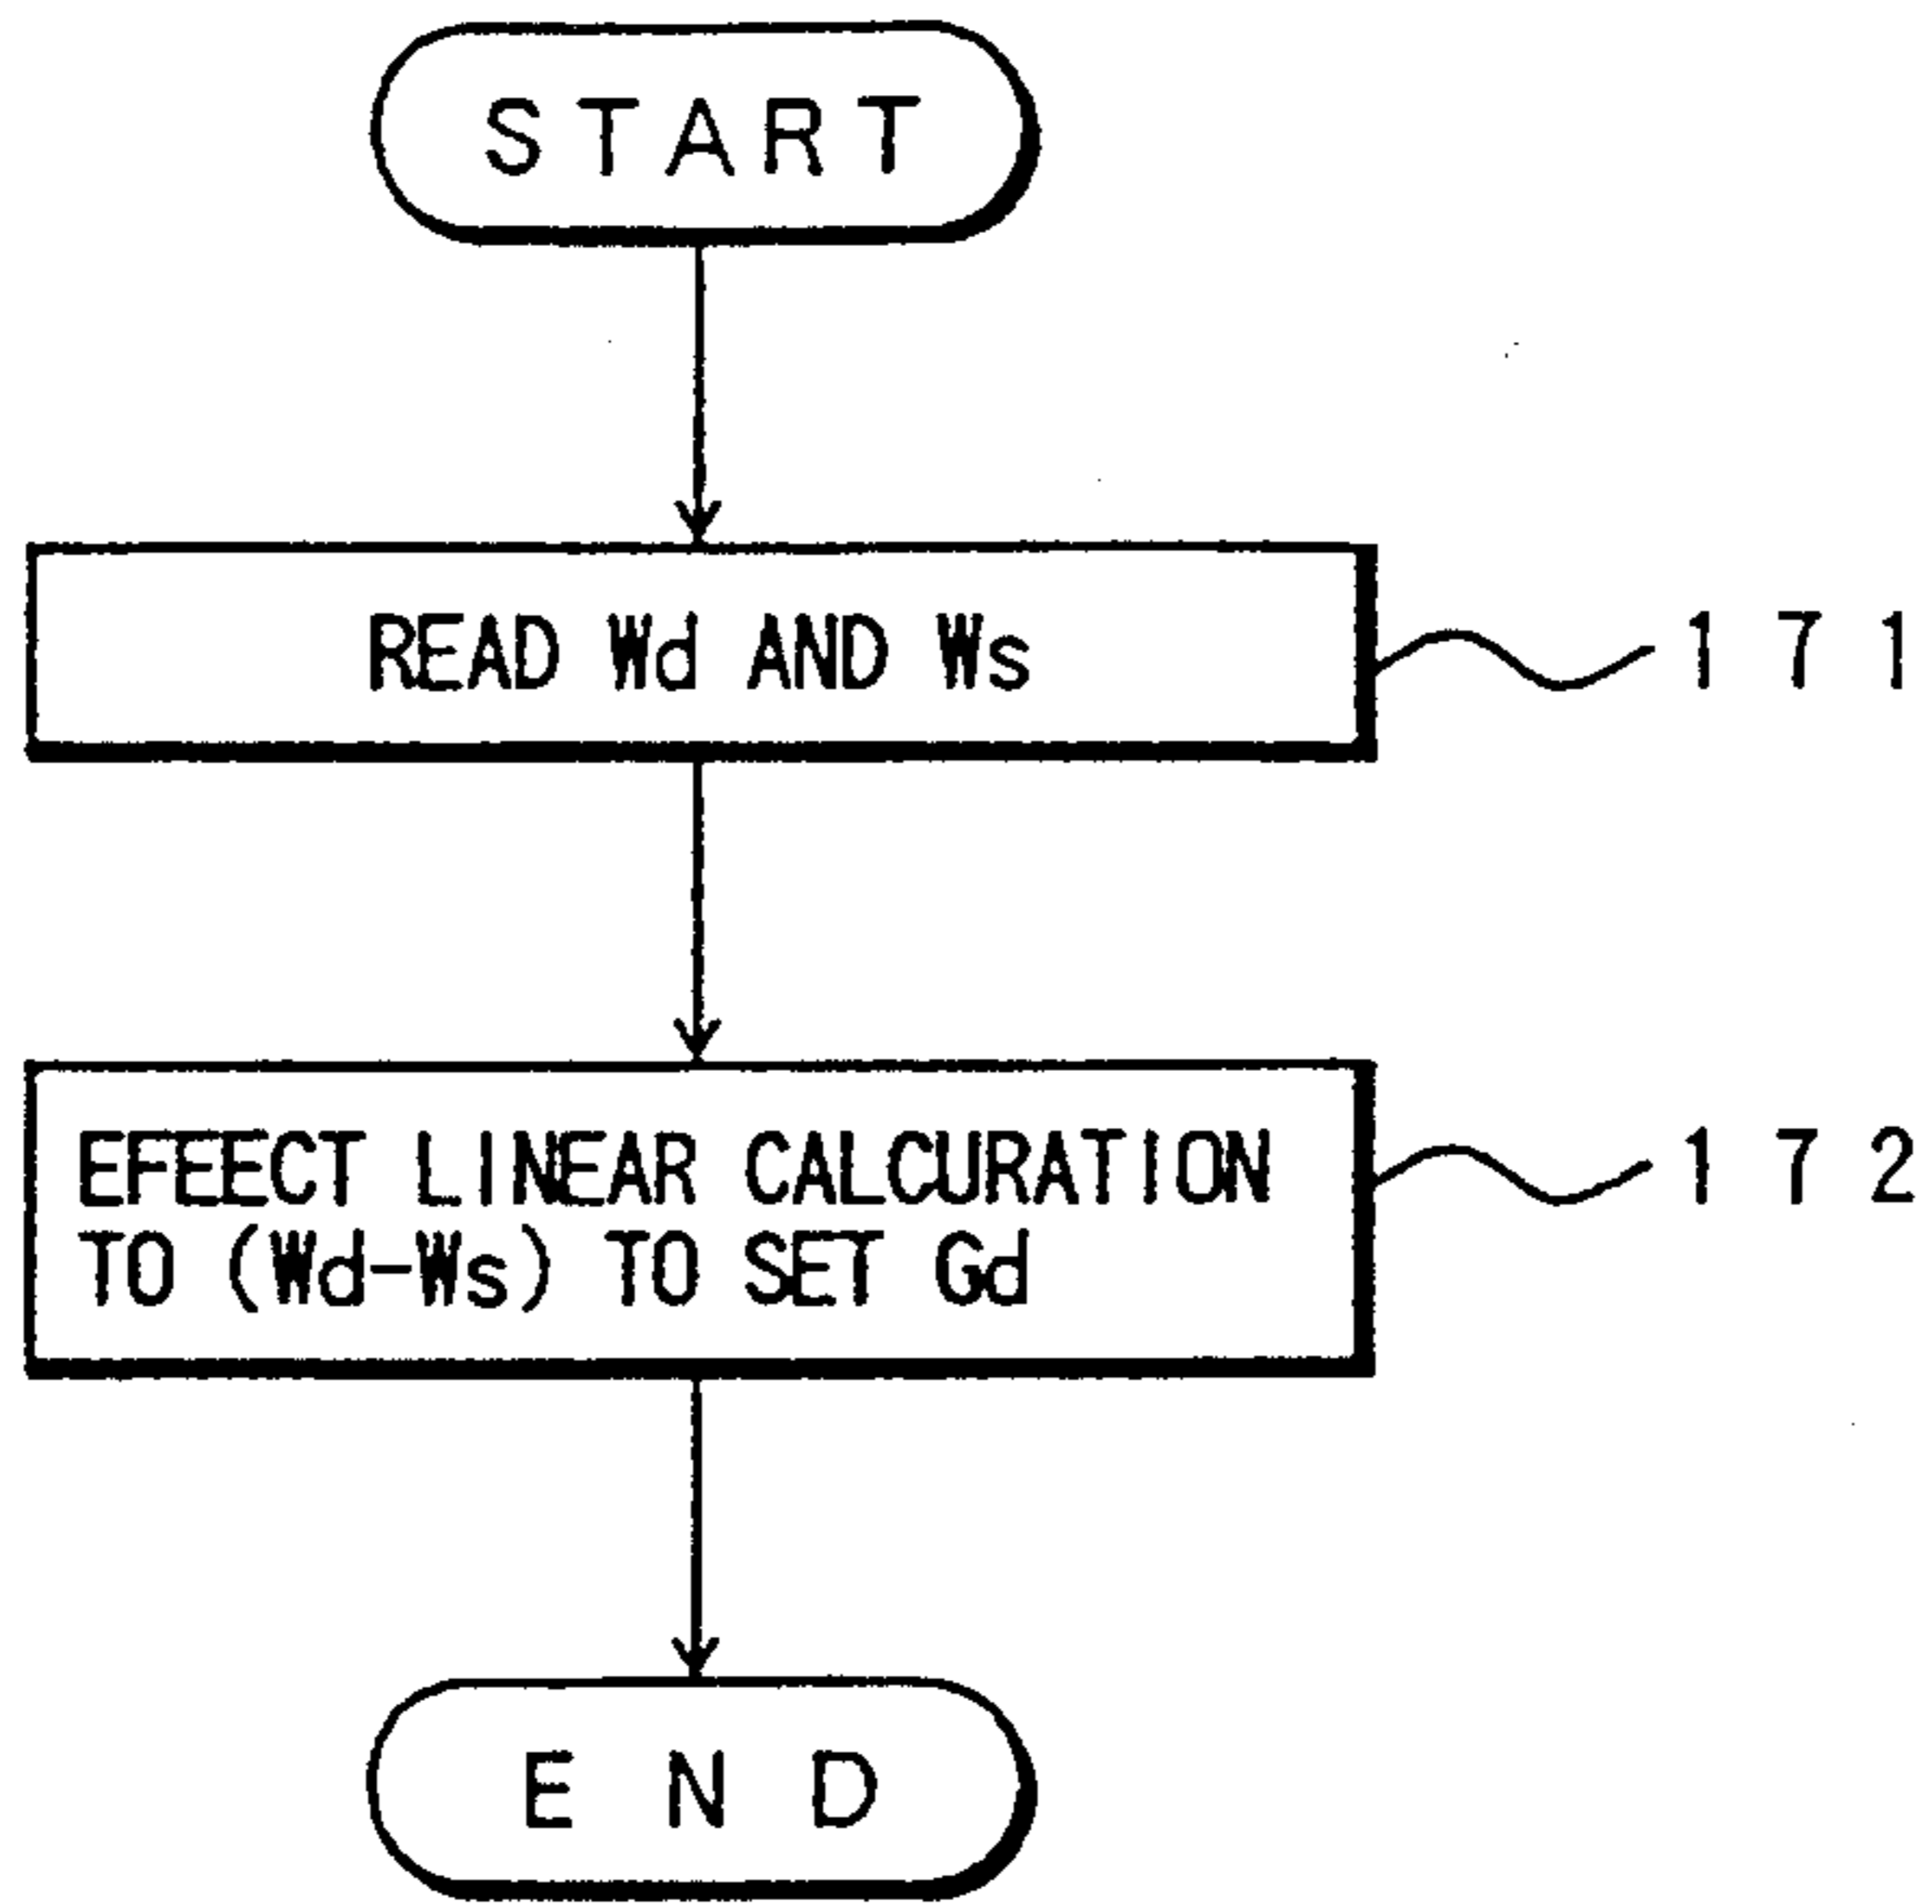 START
READ Wd AND Ws
171
EFEECT LINEAR CALCURATION
TO (Wd-Ws) TO SET Gd
172
END